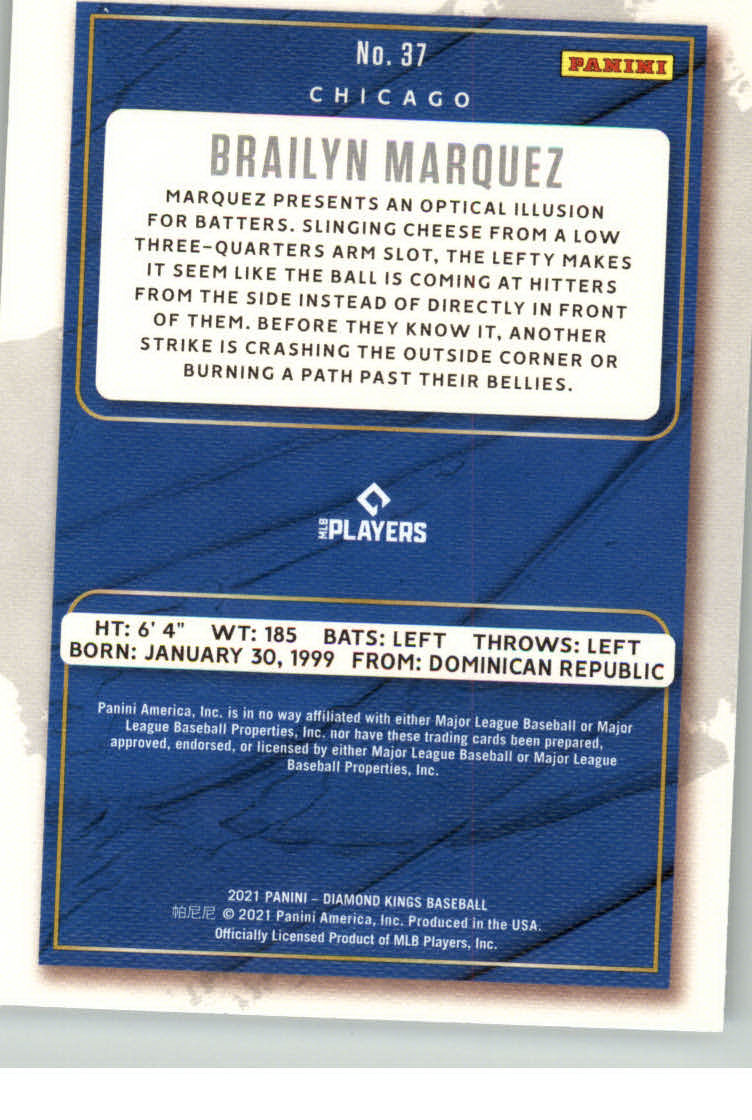 No. 37
PANINI
CHICAGO
BRAILYN MARQUEZ
MARQUEZ PRESENTS AN OPTICAL ILLUSION
FOR BATTERS. SLINGING CHEESE FROM A LOW
THREE-QUARTERS ARM SLOT, THE LEFTY MAKES
IT SEEM LIKE THE BALL IS COMING AT HITTERS
FROM THE SIDE INSTEAD OF DIRECTLY IN FRONT
OF THEM. BEFORE THEY KNOW IT, ANOTHER
STRIKE IS CRASHING THE OUTSIDE CORNER OR
BURNING A PATH PAST THEIR BELLIES.
MLB PLAYERS
HT: 6' 4" WT: 185 BATS: LEFT THROWS: LEFT
BORN: JANUARY 30, 1999 FROM: DOMINICAN REPUBLIC
Panini America, Inc. is in no way affiliated with either Major League Baseball or Major
League Baseball Properties, Inc. nor have these trading cards been prepared,
approved, endorsed, or licensed by either Major League Baseball or Major League
Baseball Properties, Inc.
2021 PANINI – DIAMOND KINGS BASEBALL
帕尼尼 © 2021 Panini America, Inc. Produced in the USA.
Officially Licensed Product of MLB Players, Inc.